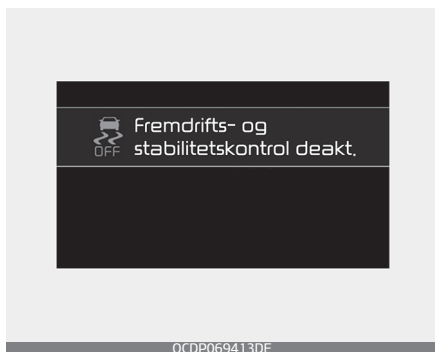 Fremdrifts- og
OFF stabilitetskontrol deakt.
OCDP069413DE